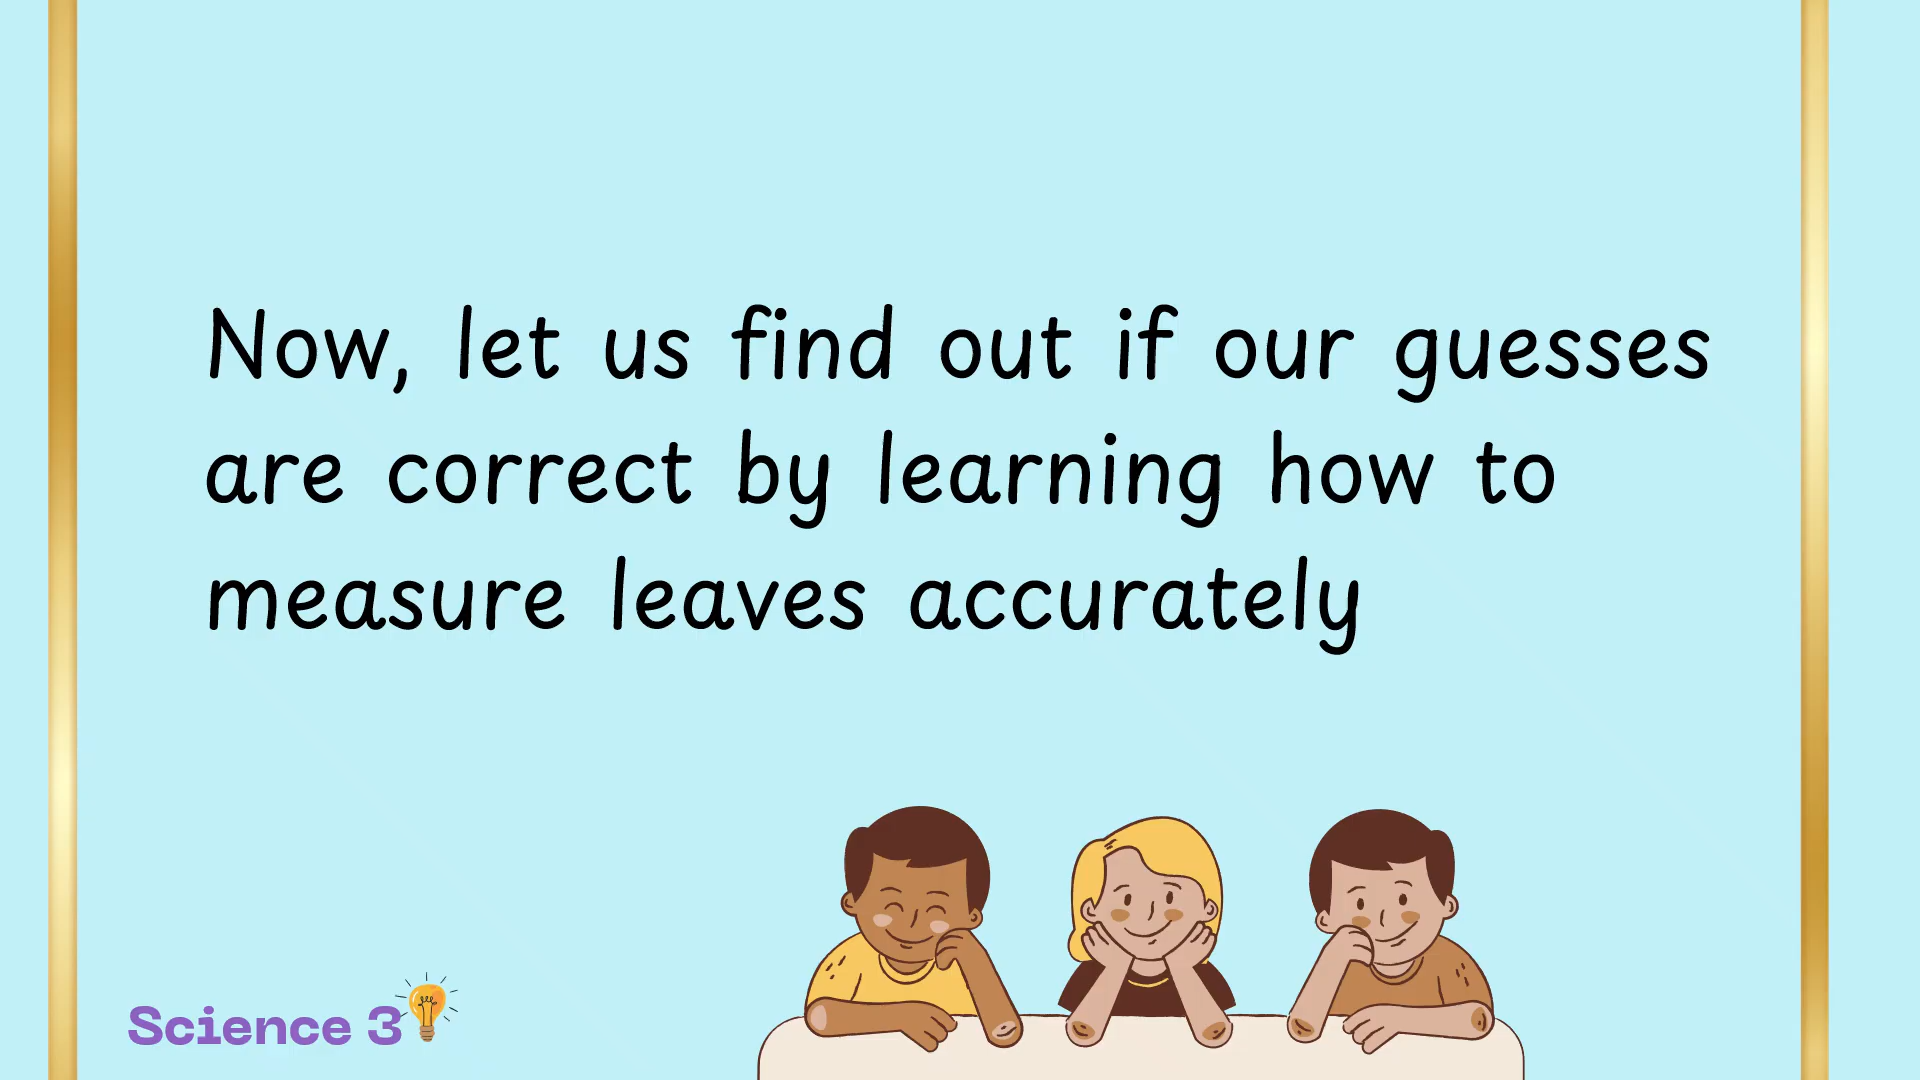 Now, let us find out if our guesses
are correct by learning how to
measure leaves accurately
Science 3